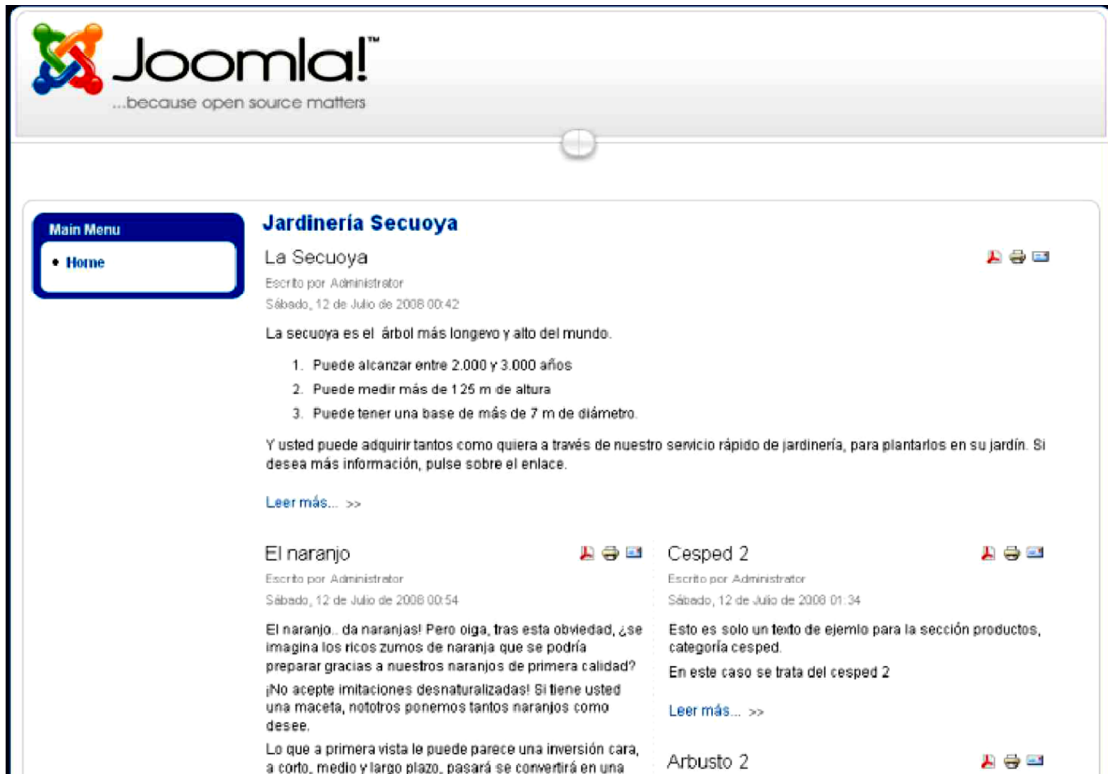 Joomla!™
...because open source matters
Main Menu
Home
Jardinería Secuoya
La Secuoya
Escrito por Administrator
Sábado, 12 de Julio de 2008 00:42
La secuoya es el árbol más longevo y alto del mundo.
1. Puede alcanzar entre 2.000 y 3.000 años
2. Puede medir más de 125 m de altura
3. Puede tener una base de más de 7 m de diámetro.
Y usted puede adquirir tantos como quiera a través de nuestro servicio rápido de jardinería, para plantarlos en su jardín. Si
desea más información, pulse sobre el enlace.
Leer más... >>
El naranjo
Escrito por Administrator
Sábado, 12 de Julio de 2008 00:54
El naranjo.. da naranjas! Pero oiga, tras esta obviedad, ¿se
imagina los ricos zumos de naranja que se podría
preparar gracias a nuestros naranjos de primera calidad?
¡No acepte imitaciones desnaturalizadas! Si tiene usted
una maceta, nototros ponemos tantos naranjos como
desee.
Lo que a primera vista le puede parece una inversión cara,
a corto, medio y largo plazo, pasará se convertirá en una
Cesped 2
Escrito por Administrator
Sábado, 12 de Julio de 2008 01:34
Esto es solo un texto de ejemlo para la sección productos,
categoría cesped.
En este caso se trata del cesped 2
Leer más... >>
Arbusto 2